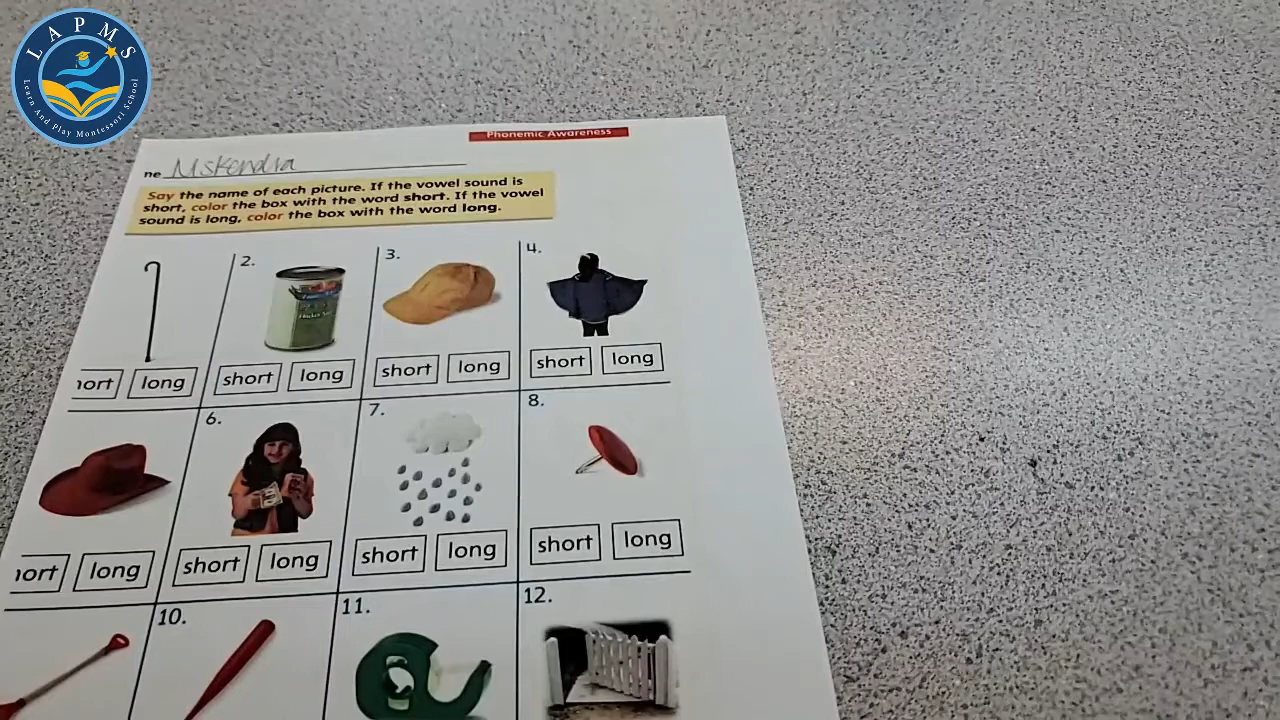 LAPMS
Learn And Play Montessori School
Phonemic Awareness
ne Mskendra
Say the name of each picture. If the vowel sound is
short, color the box with the word short. If the vowel
sound is long, color the box with the word long.
2.
3.
4.
hort long
short long
short long
short long
6.
7.
8.
ort long
short long
short long
short long
10.
11.
12.